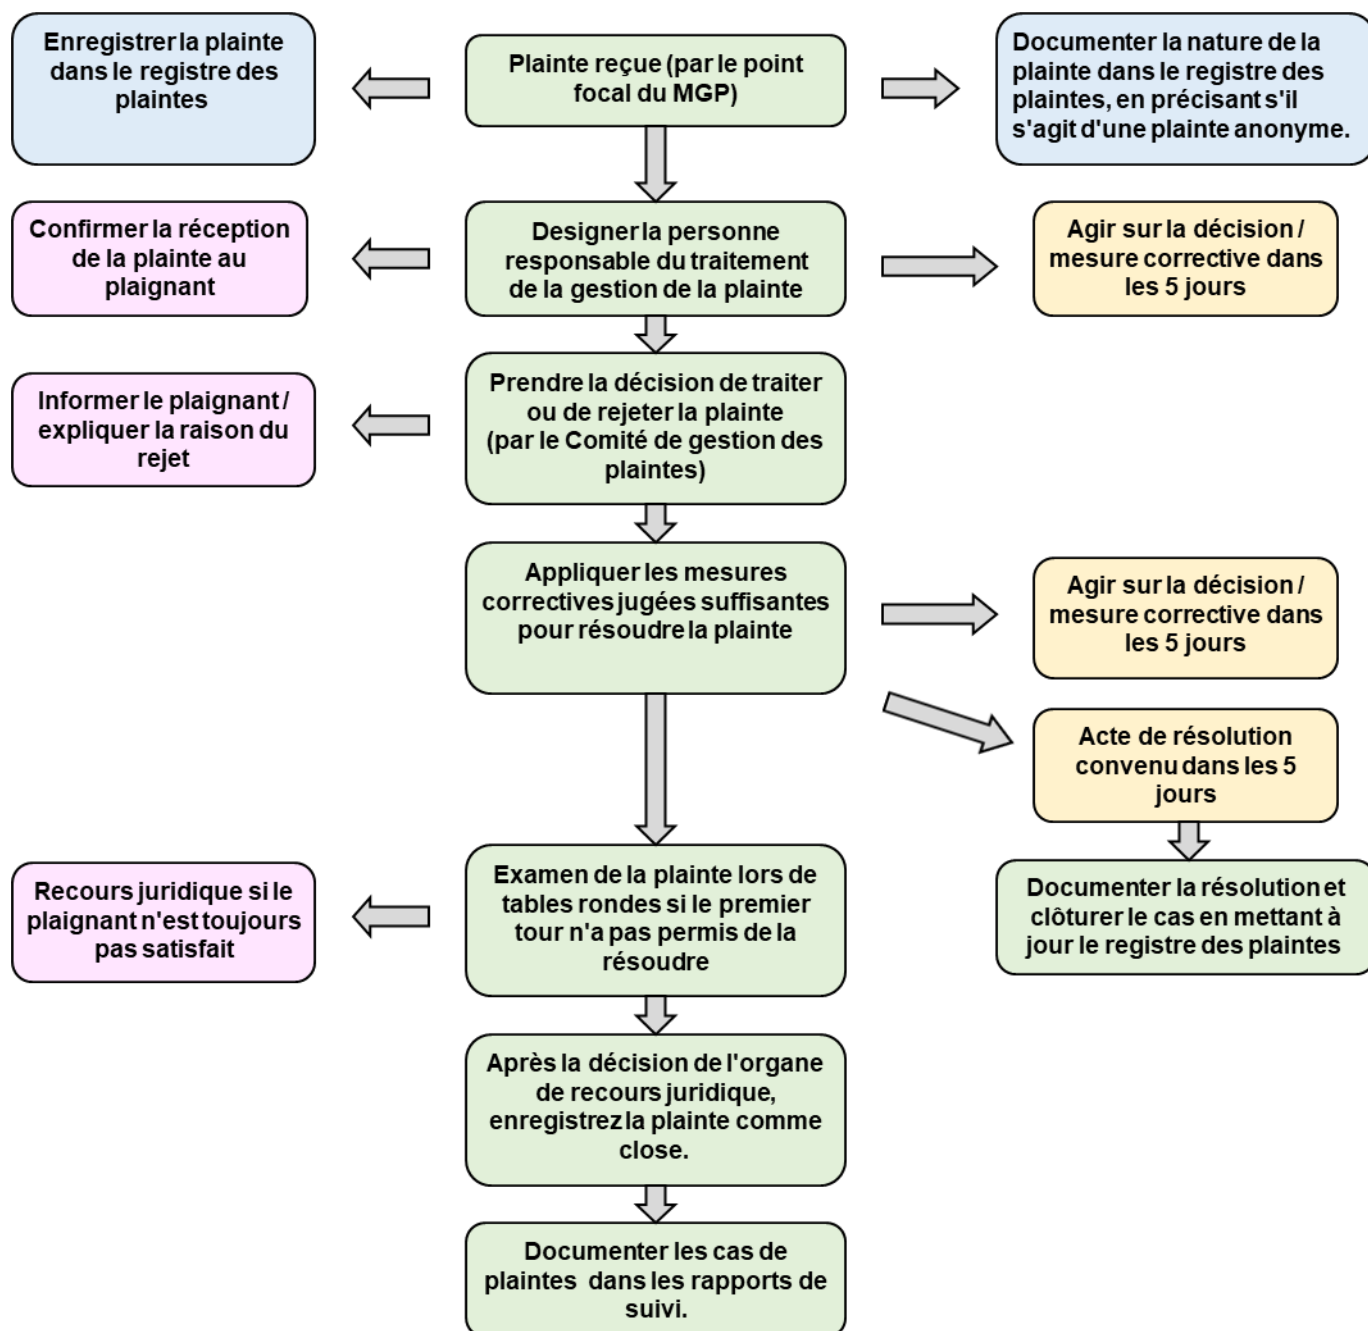 Enregistrer la plainte
dans le registre des
plaintes
Plainte reçue (par le point
focal du MGP)
Documenter la nature de la
plainte dans le registre des
plaintes, en précisant s'il
s'agit d'une plainte anonyme.
Confirmer la réception
de la plainte au
plaignant
Designer la personne
responsable du traitement
de la gestion de la plainte
Agir sur la décision /
mesure corrective dans
les 5 jours
Informer le plaignant /
expliquer la raison du
rejet
Prendre la décision de traiter
ou de rejeter la plainte
(par le Comité de gestion des
plaintes)
Appliquer les mesures
correctives jugées suffisantes
pour résoudre la plainte
Agir sur la décision /
mesure corrective dans
les 5 jours
Acte de résolution
convenu dans les 5
jours
Recours juridique si le
plaignant n'est toujours
pas satisfait
Examen de la plainte lors de
tables rondes si le premier
tour n'a pas permis de la
résoudre
Documenter la résolution et
clôturer le cas en mettant à
jour le registre des plaintes
Après la décision de l'organe
de recours juridique,
enregistrez la plainte comme
close.
Documenter les cas de
plaintes dans les rapports de
suivi.